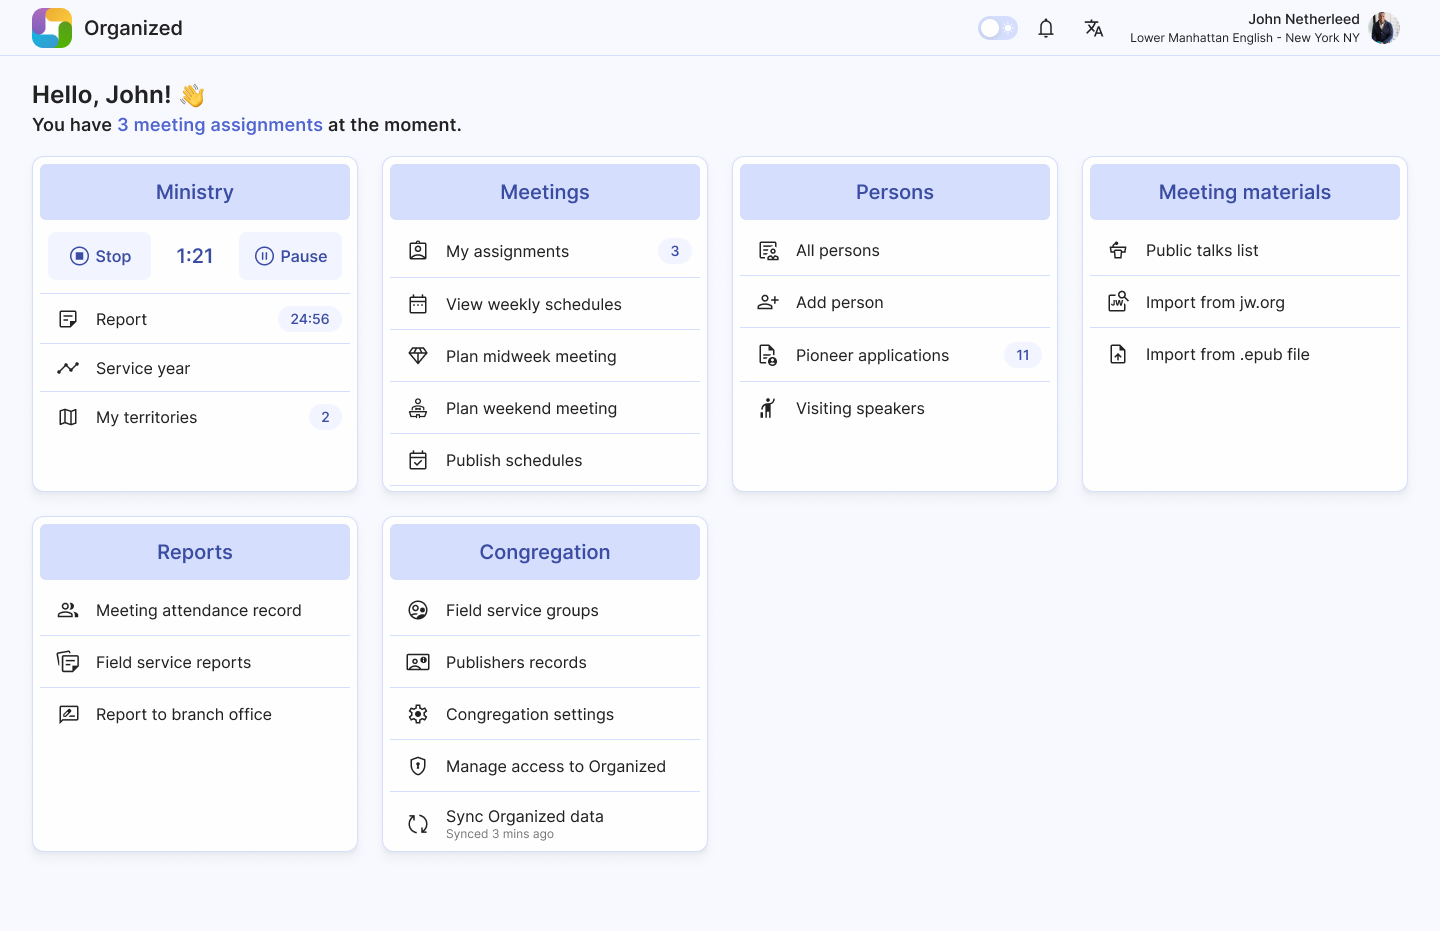 Organized
John Netherleed
Lower Manhattan English - New York NY
Hello, John! 👋
You have 3 meeting assignments at the moment.
Ministry
Stop
1:21
Pause
Report
24:56
Service year
My territories
2
Meetings
My assignments
3
View weekly schedules
Plan midweek meeting
Plan weekend meeting
Publish schedules
Persons
All persons
Add person
Pioneer applications
11
Visiting speakers
Meeting materials
Public talks list
JW
Import from jw.org
Import from .epub file
Reports
Meeting attendance record
Field service reports
Report to branch office
Congregation
Field service groups
Publishers records
Congregation settings
Manage access to Organized
Sync Organized data
Synced 3 mins ago